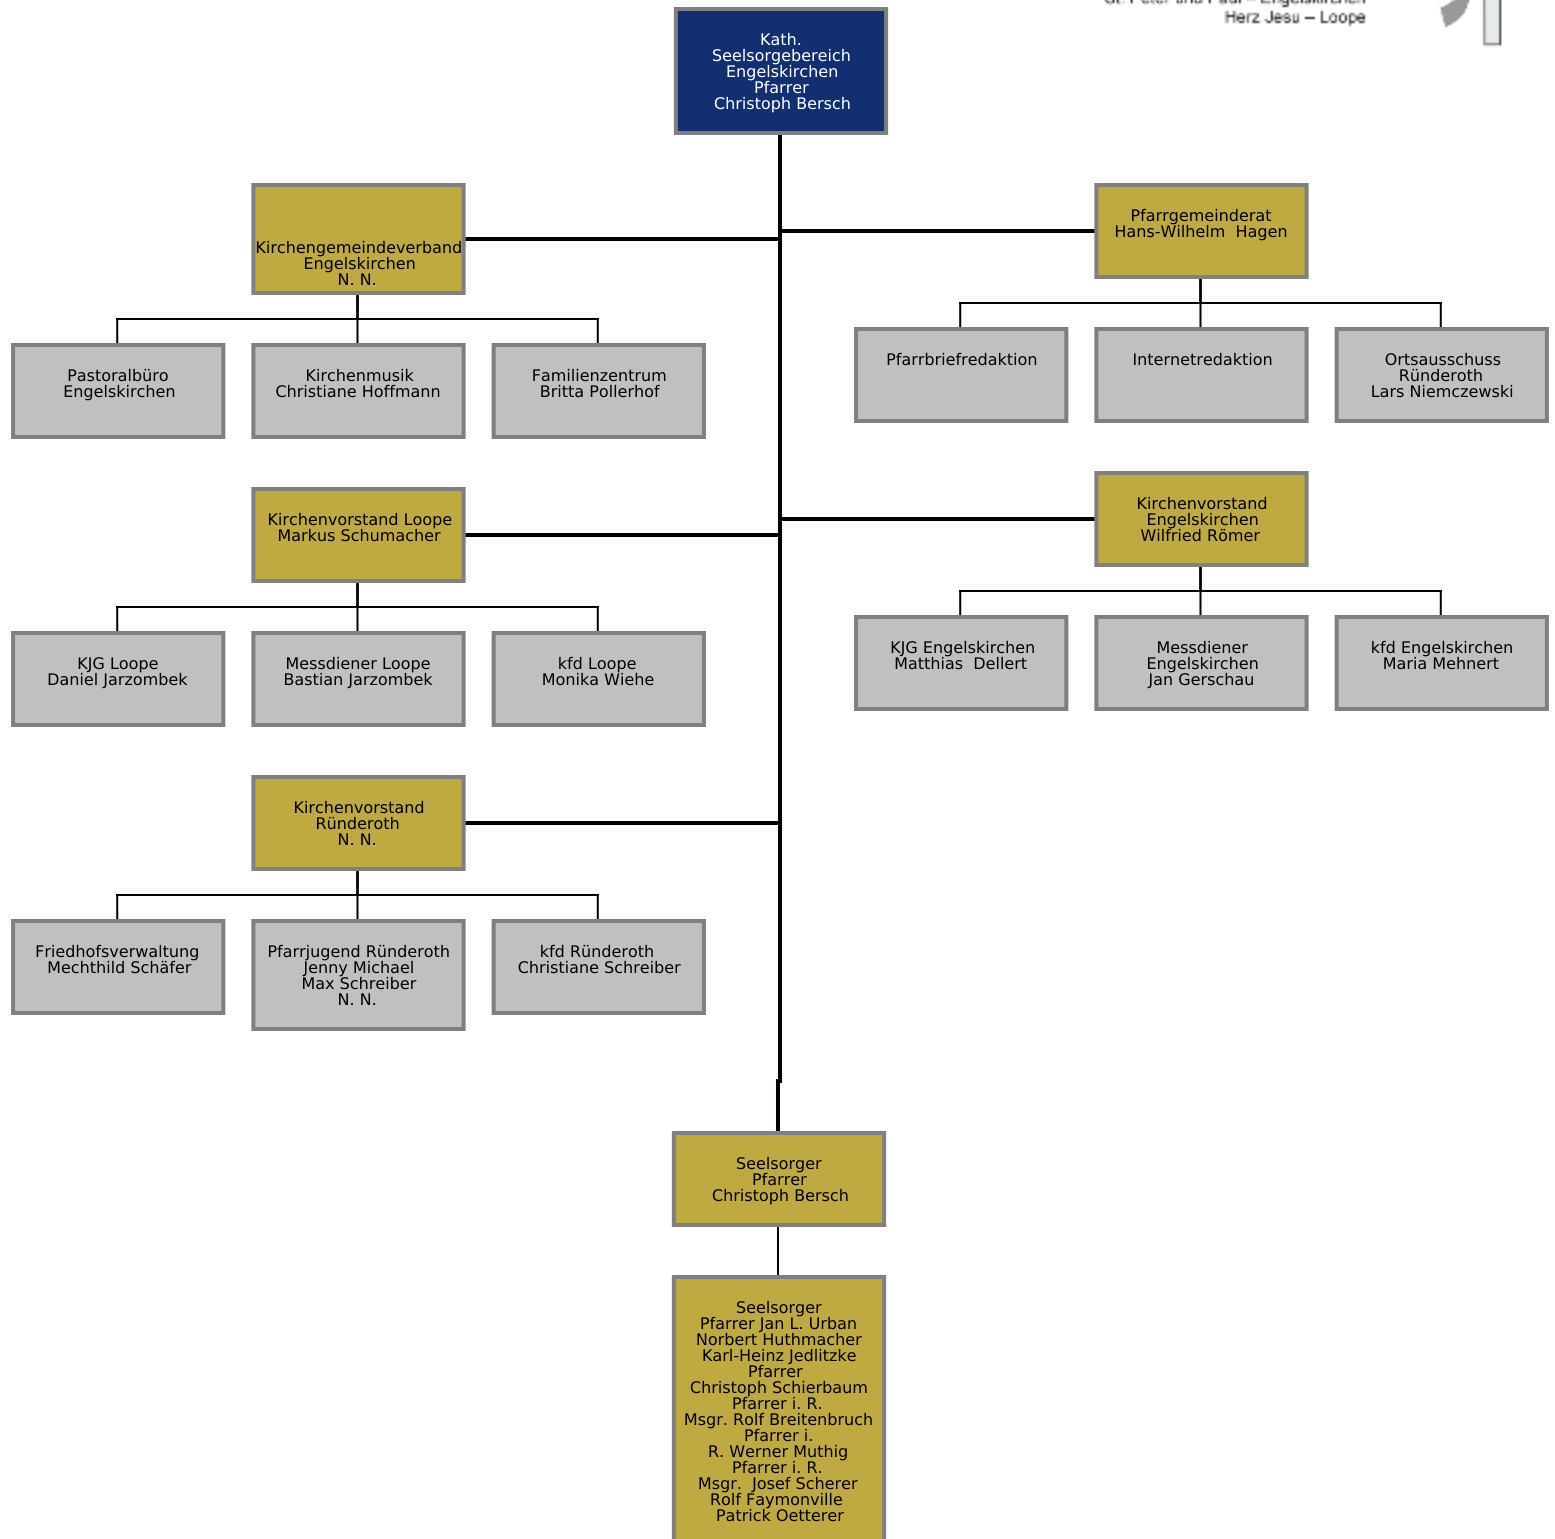 Herz Jesu – Loope
Kath.
Seelsorgebereich
Engelskirchen
Pfarrer
Christoph Bersch
Kirchengemeindeverband
Engelskirchen
N. N.
Pfarrgemeinderat
Hans-Wilhelm  Hagen
Pastoralbüro
Engelskirchen
Kirchenmusik
Christiane Hoffmann
Familienzentrum
Britta Pollerhof
Pfarrbriefredaktion
Internetredaktion
Ortsausschuss
Ründeroth
Lars Niemczewski
Kirchenvorstand Loope
Markus Schumacher
Kirchenvorstand
Engelskirchen
Wilfried Römer
KJG Loope
Daniel Jarzombek
Messdiener Loope
Bastian Jarzombek
kfd Loope
Monika Wiehe
KJG Engelskirchen
Matthias  Dellert
Messdiener
Engelskirchen
Jan Gerschau
kfd Engelskirchen
Maria Mehnert
Kirchenvorstand
Ründeroth
N. N.
Friedhofsverwaltung
Mechthild Schäfer
Pfarrjugend Ründeroth
Jenny Michael
Max Schreiber
N. N.
kfd Ründeroth
Christiane Schreiber
Seelsorger
Pfarrer
Christoph Bersch
Seelsorger
Pfarrer Jan L. Urban
Norbert Huthmacher
Karl-Heinz Jedlitzke
Pfarrer
Christoph Schierbaum
Pfarrer i. R.
Msgr. Rolf Breitenbruch
Pfarrer i.
R. Werner Muthig
Pfarrer i. R.
Msgr.  Josef Scherer
Rolf Faymonville
Patrick Oetterer